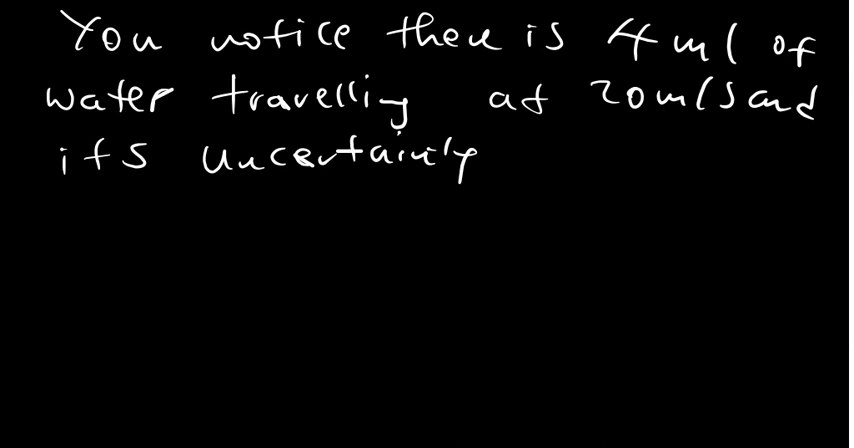 You notice there is 4ml of
water travelling at 20m/s and
its uncertainty